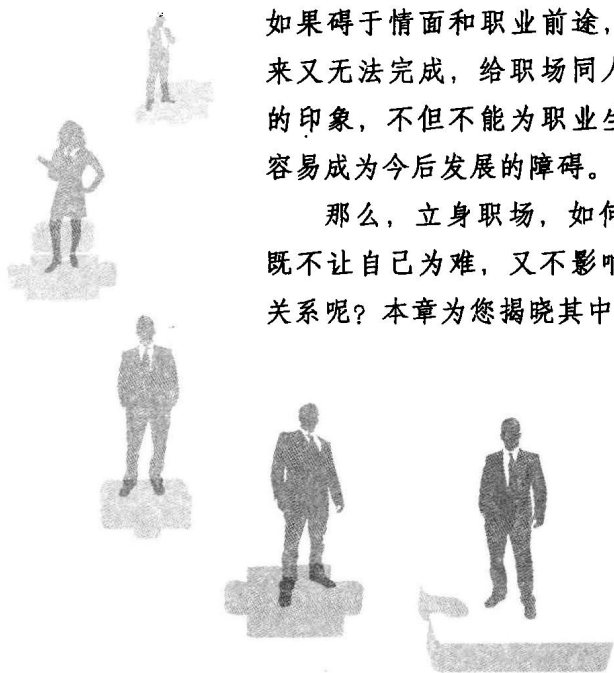 如果碍于情面和职业前途，
来又无法完成，给职场同人
的印象，不但不能为职业生
容易成为今后发展的障碍。
那么，立身职场，如何
既不让自己为难，又不影响
关系呢？本章为您揭晓其中